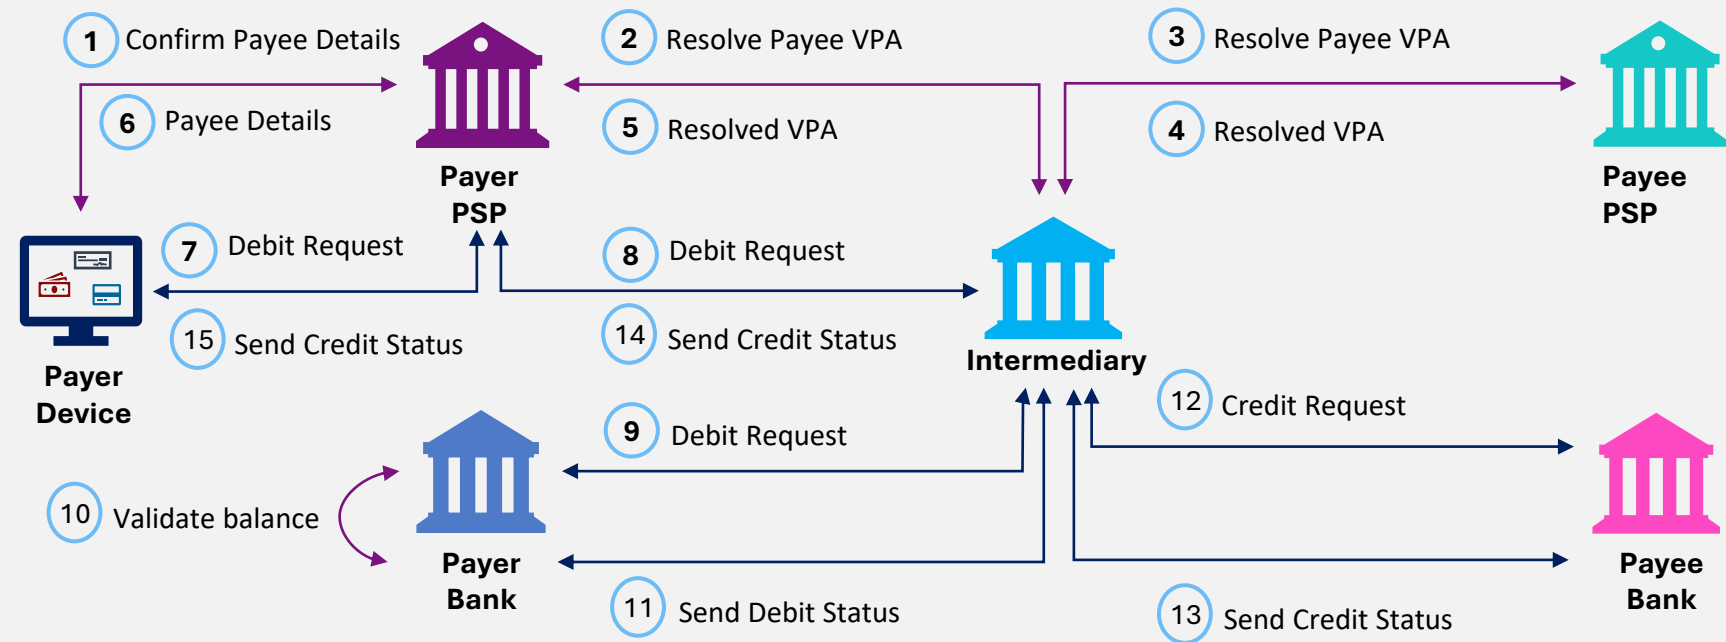 1 Confirm Payee Details
2 Resolve Payee VPA
3 Resolve Payee VPA
6 Payee Details
5 Resolved VPA
4 Resolved VPA
Payer
PSP
Payee
PSP
7 Debit Request
8 Debit Request
15 Send Credit Status
14 Send Credit Status
Intermediary
Payer
Device
12 Credit Request
9 Debit Request
10 Validate balance
Payer
Bank
Payee
Bank
11 Send Debit Status
13 Send Credit Status